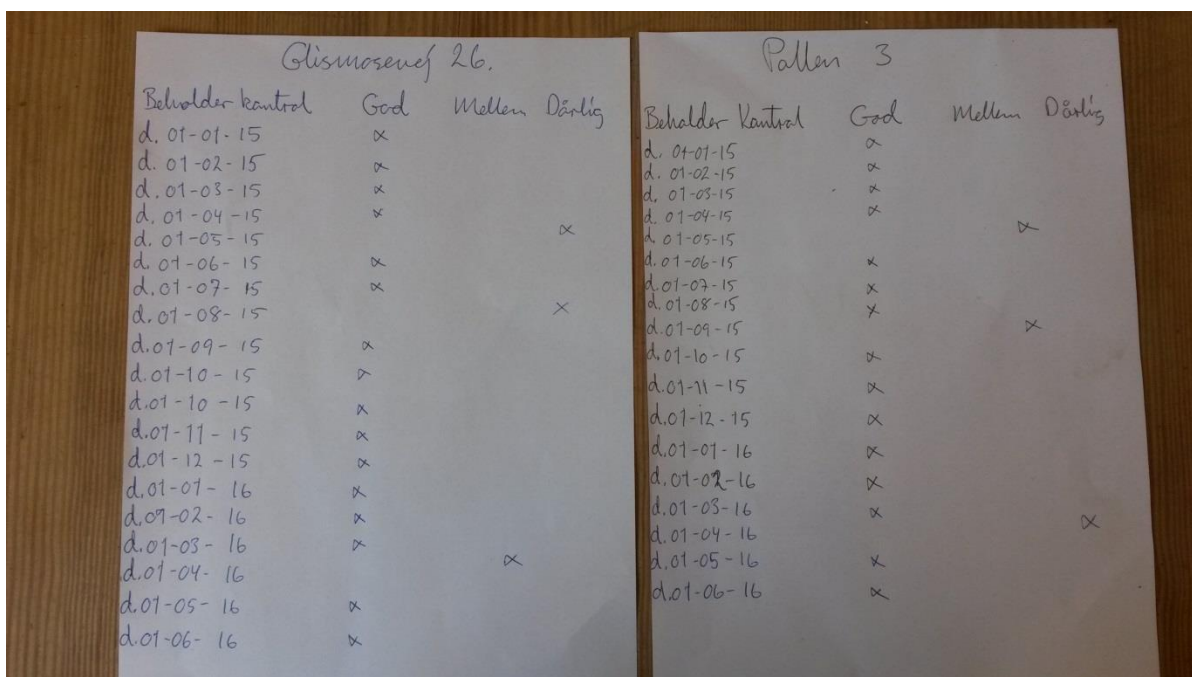 Glismosevej 26.
Beholder kontrol God Mellem Dårlig
d. 01-01-15 x
d. 01-02-15 x
d. 01-03-15 x
d. 01-04-15 x
d. 01-05-15 x
d. 01-06-15 x
d. 01-07-15 x
d. 01-08-15 x
d. 01-09-15 x
d. 01-10-15 x
d. 01-10-15 x
d. 01-11-15 x
d. 01-12-15 x
d. 01-01-16 x
d. 01-02-16 x
d. 01-03-16 x
d. 01-04-16 x
d. 01-05-16 x
d. 01-06-16 x
Pallen 3
Beholder Kontrol God Mellem Dårlig
d. 01-01-15 x
d. 01-02-15 x
d. 01-03-15 x
d. 01-04-15 x
d. 01-05-15 x
d. 01-06-15 x
d. 01-07-15 x
d. 01-08-15 x
d. 01-09-15 x
d. 01-10-15 x
d. 01-11-15 x
d. 01-12-15 x
d. 01-01-16 x
d. 01-02-16 x
d. 01-03-16 x
d. 01-04-16 x
d. 01-05-16 x
d. 01-06-16 x